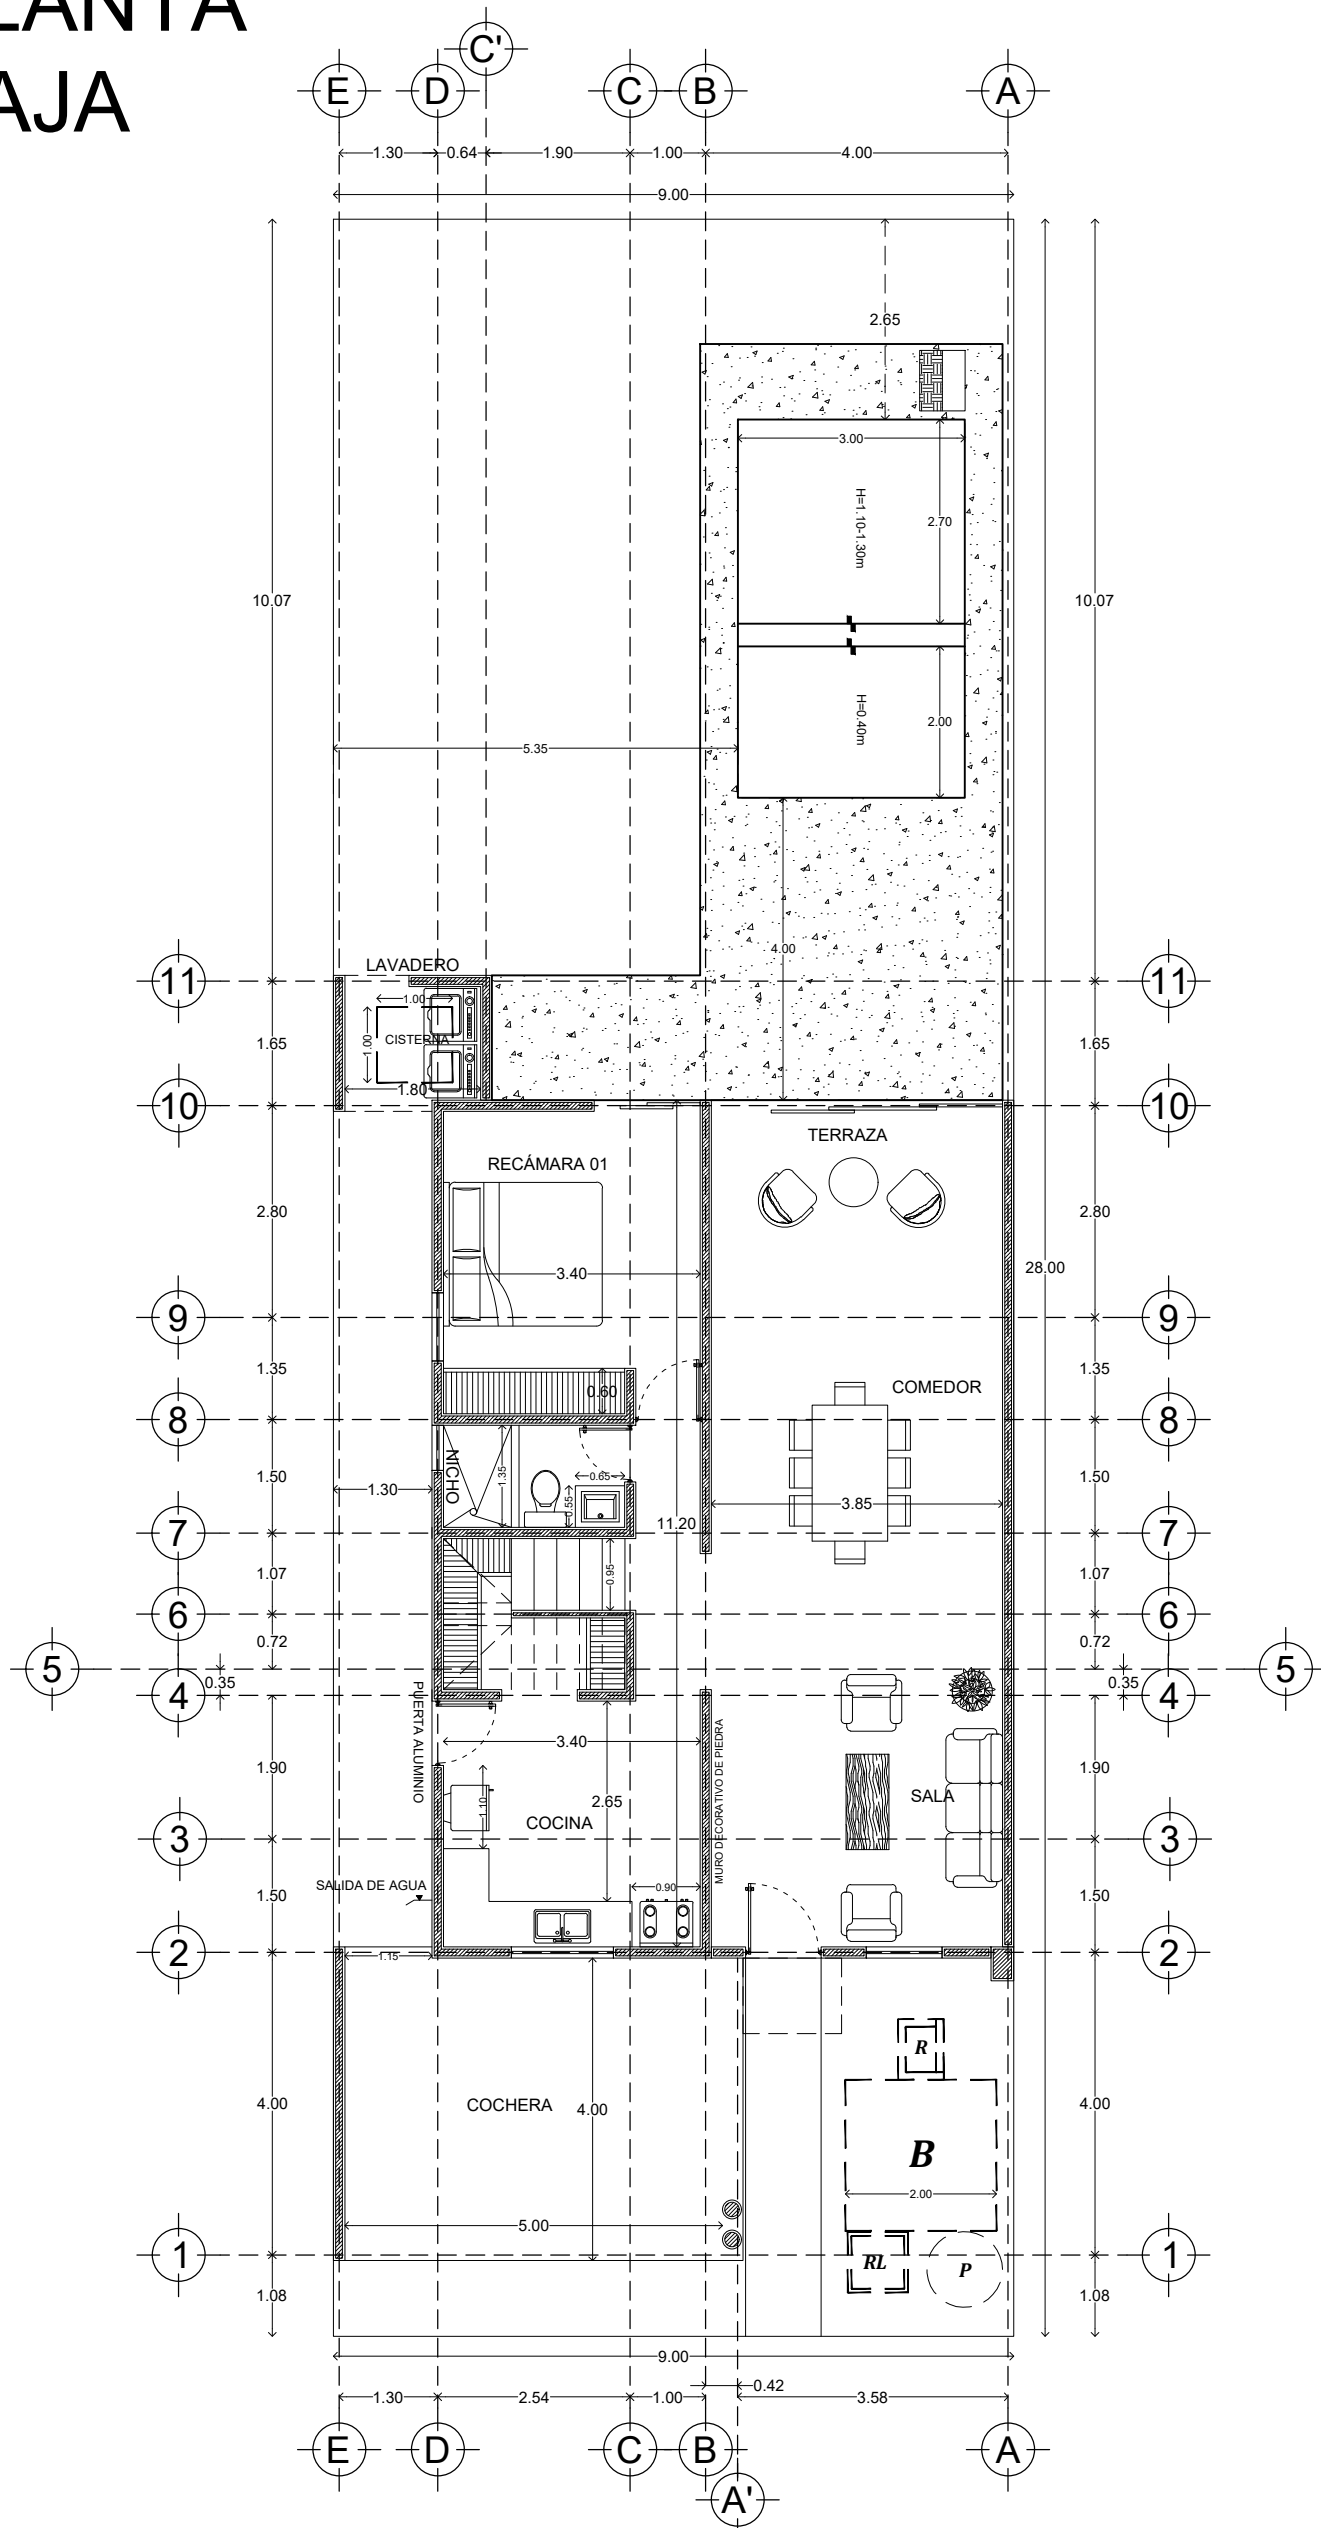 LANTA
AJA
C'
E D C B A
1.30 0.64 1.90 1.00 4.00
9.00
2.65
3.00
H=1.10-1.30m
2.70
10.07 10.07
H=0.40m
2.00
5.35
4.00
LAVADERO
11 11
1.00
CISTERNA
1.00
1.65 1.65
1.80
10 10
TERRAZA
RECÁMARA 01
2.80 2.80
3.40
28.00
9 9
1.35 1.35
COMEDOR
0.60
8 8
NICHO
1.35
0.65
0.55
1.50 1.50
1.30
3.85
11.20
7 7
1.07 1.07
0.95
6 6
0.72 0.72
5 5
0.35 0.35
4 4
PUERTA ALUMINIO
MURO DECORATIVO DE PIEDRA
3.40
1.90 1.90
SALA
2.65
1.10
COCINA
3 3
SALIDA DE AGUA
0.90
1.50 1.50
2 2
1.15
R
COCHERA
4.00
4.00 4.00
B
2.00
5.00
1 1
RL
P
1.08 1.08
9.00
0.42
1.30 2.54 1.00 3.58
E D C B A
A'